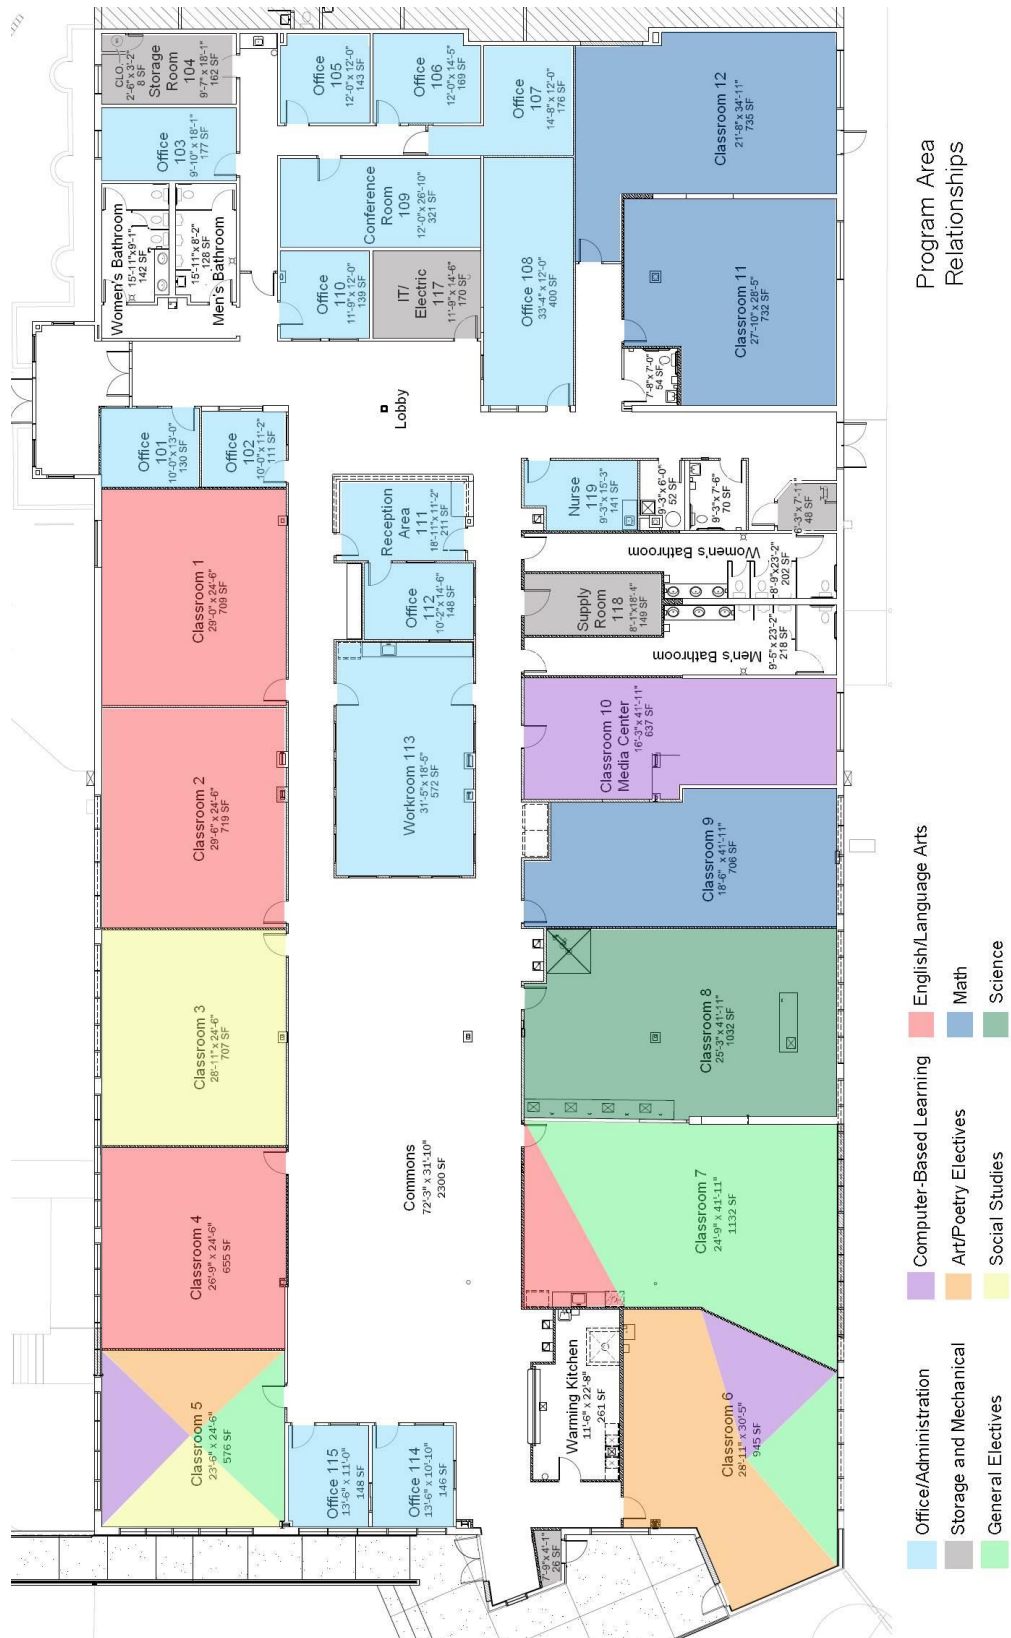 CLO.
2'-6" x 3'-2"
8 SF
Storage
Room
104
9'-7" x 18'-1"
162 SF
Office
103
9'-10" x 18'-1"
177 SF
Women's Bathroom
15'-11"x9'-1"
142 SF
15'-11"x 8'-2"
128 SF
Men's Bathroom
Office
105
12'-0"x 12'-0"
143 SF
Office
106
12'-0"x 14'-5"
169 SF
Office
107
14'-8"x 12'-0"
176 SF
Conference
Room
109
12'-0"x 26'-10"
321 SF
Office
110
11'-9"x 12'-0"
139 SF
IT/
Electric
117
11'-9"x 14'-6"
170 SF
Office 108
33'-4"x 12'-0"
400 SF
Classroom 12
21'-8"x 34'-11"
735 SF
Classroom 11
27'-10"x 28'-5"
732 SF
7'-8"x 7'-0"
54 SF
Lobby
Office
101
10'-0"x 13'-0"
130 SF
Office
102
10'-0"x 11'-2"
111 SF
Reception
Area
111
18'-11"x 11'-2"
211 SF
Office
112
10'-2"x 14'-6"
148 SF
Nurse
119
9'-3"x 15'-3"
141 SF
9'-3"x 6'-0"
52 SF
9'-3"x 7'-6"
70 SF
6'-3"x 7'-11"
48 SF
Women's Bathroom
8'-9"x23'-2"
202 SF
Supply
Room
118
8'-1"x18'-4"
149 SF
Men's Bathroom
9'-5"x 23'-2"
218 SF
Classroom 1
29'-0"x 24'-6"
709 SF
Classroom 2
29'-6"x 24'-6"
719 SF
Workroom 113
31'-5"x 18'-5"
572 SF
Classroom 10
Media Center
16'-3"x 41'-11"
637 SF
Classroom 9
18'-6" x 41'-11"
706 SF
Classroom 3
28'-11"x 24'-6"
707 SF
Classroom 8
25'-3"x 41'-11"
1032 SF
Classroom 4
26'-9" x 24'-6"
655 SF
Commons
72'-3" x 31'-10"
2300 SF
Classroom 7
24'-9" x 41'-11"
1132 SF
Classroom 5
23'-6" x 24'-6"
576 SF
Office 115
13'-6"x 11'-0"
148 SF
Office 114
13'-6"x 10'-10"
146 SF
Warming Kitchen
11'-6" x 22'-8"
261 SF
Classroom 6
28'-11" x 30'-5"
945 SF
7'-9"x 4'-1"
26 SF
Program Area
Relationships
Office/Administration
Storage and Mechanical
General Electives
Computer-Based Learning
Art/Poetry Electives
Social Studies
English/Language Arts
Math
Science